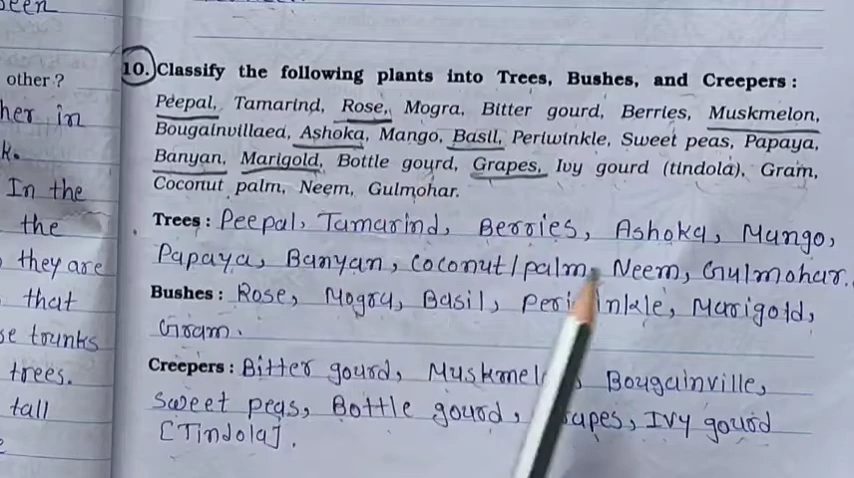 een
other ?
her in
k.
In the
the
they are
that
se trunks
trees.
tall
10. Classify the following plants into Trees, Bushes, and Creepers :
Peepal, Tamarind, Rose, Mogra, Bitter gourd, Berries, Muskmelon,
Bougainvillaed, Ashoka, Mango, Basil, Periwinkle, Sweet peas, Papaya,
Banyan, Marigold, Bottle gourd, Grapes, Ivy gourd (tindola), Gram,
Coconut palm, Neem, Gulmohar.
Trees : Peepal, Tamarind, Berries, Ashoka, Mango,
Papaya, Banyan, Coconut/palm, Neem, Gulmohar.
Bushes : Rose, Mogra, Basil, Marigold,
Gram.
Creepers : Bitter gourd, Bougainville,
Sweet peas, Bottle gourd, Ivy gourd
[Tindola].